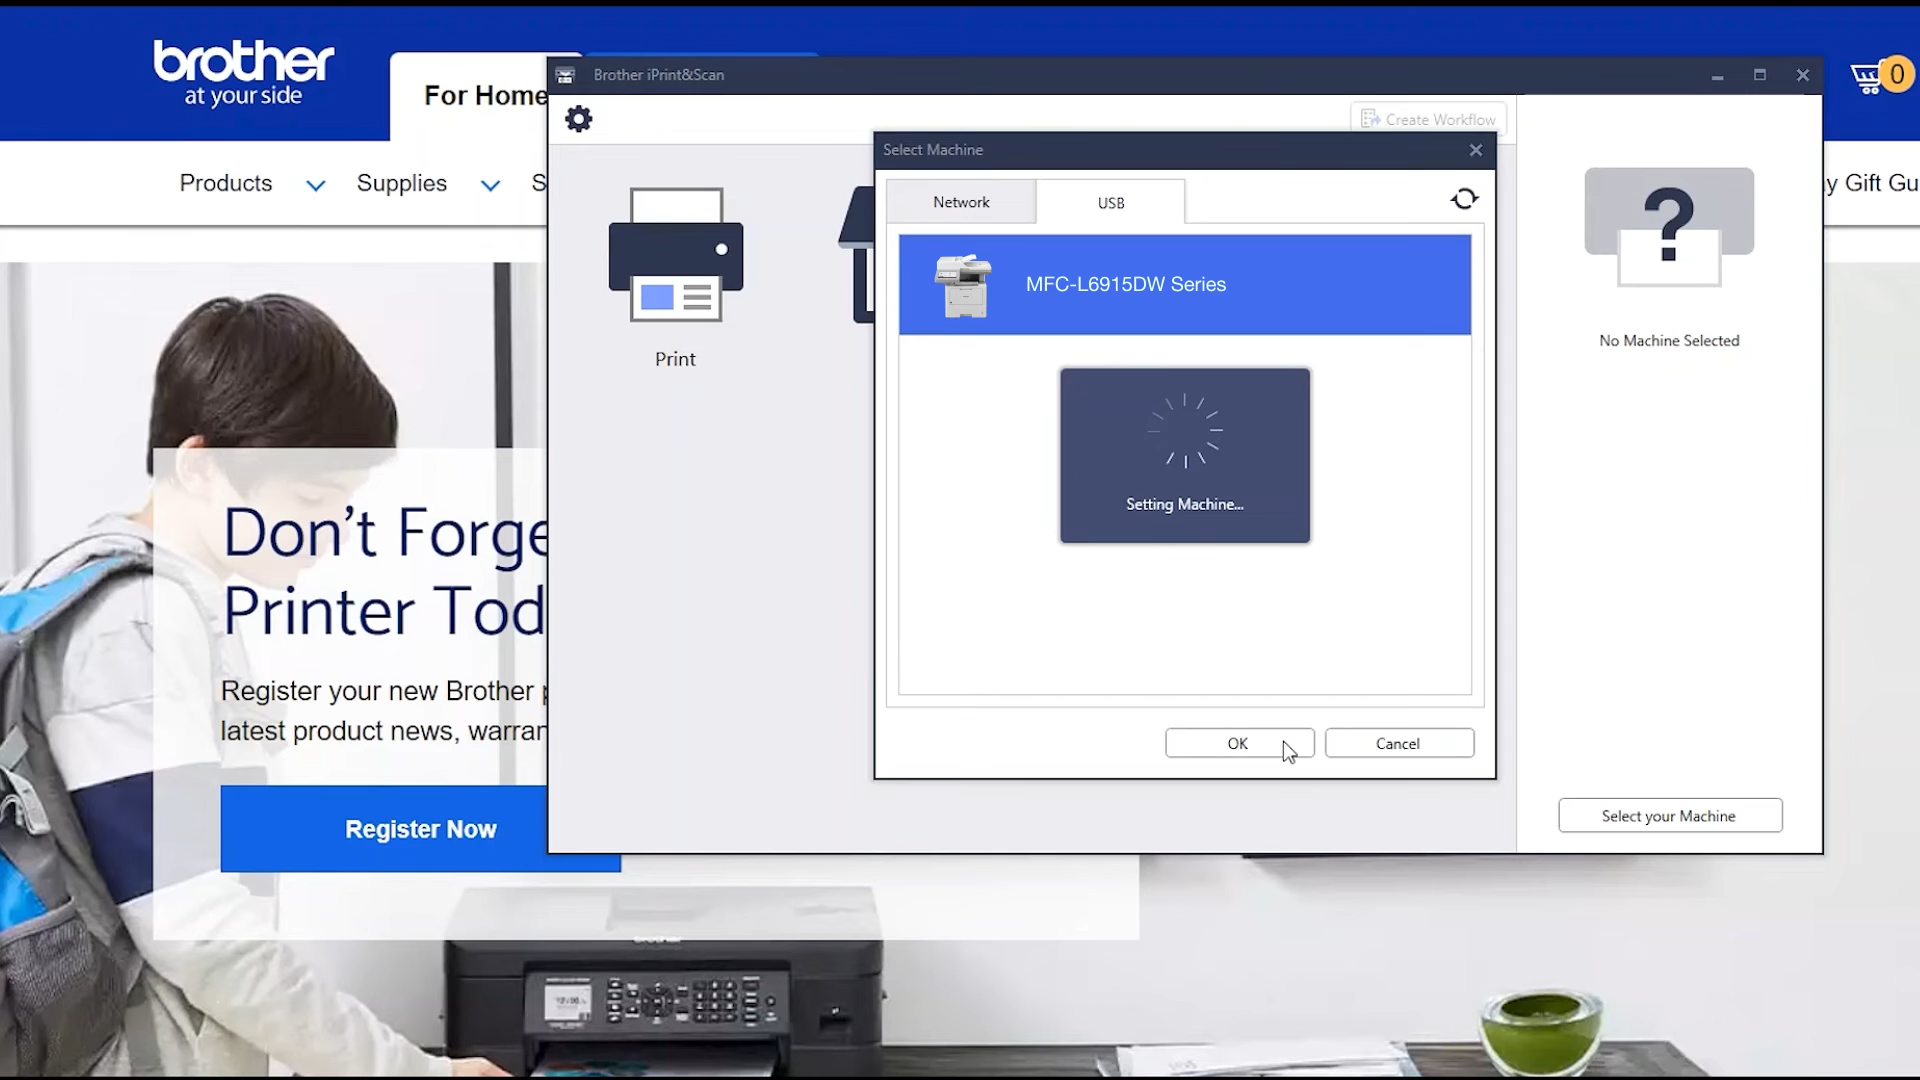 brother
at your side
For Home
0
Products
Supplies
S
y Gift Gu
Brother iPrint&Scan
Create Workflow
Select Machine
Network
USB
MFC-L6915DW Series
Setting Machine...
OK
Cancel
Print
?
No Machine Selected
Select your Machine
Don't Forge
Printer Tod
Register your new Brother p
latest product news, warran
Register Now
brother